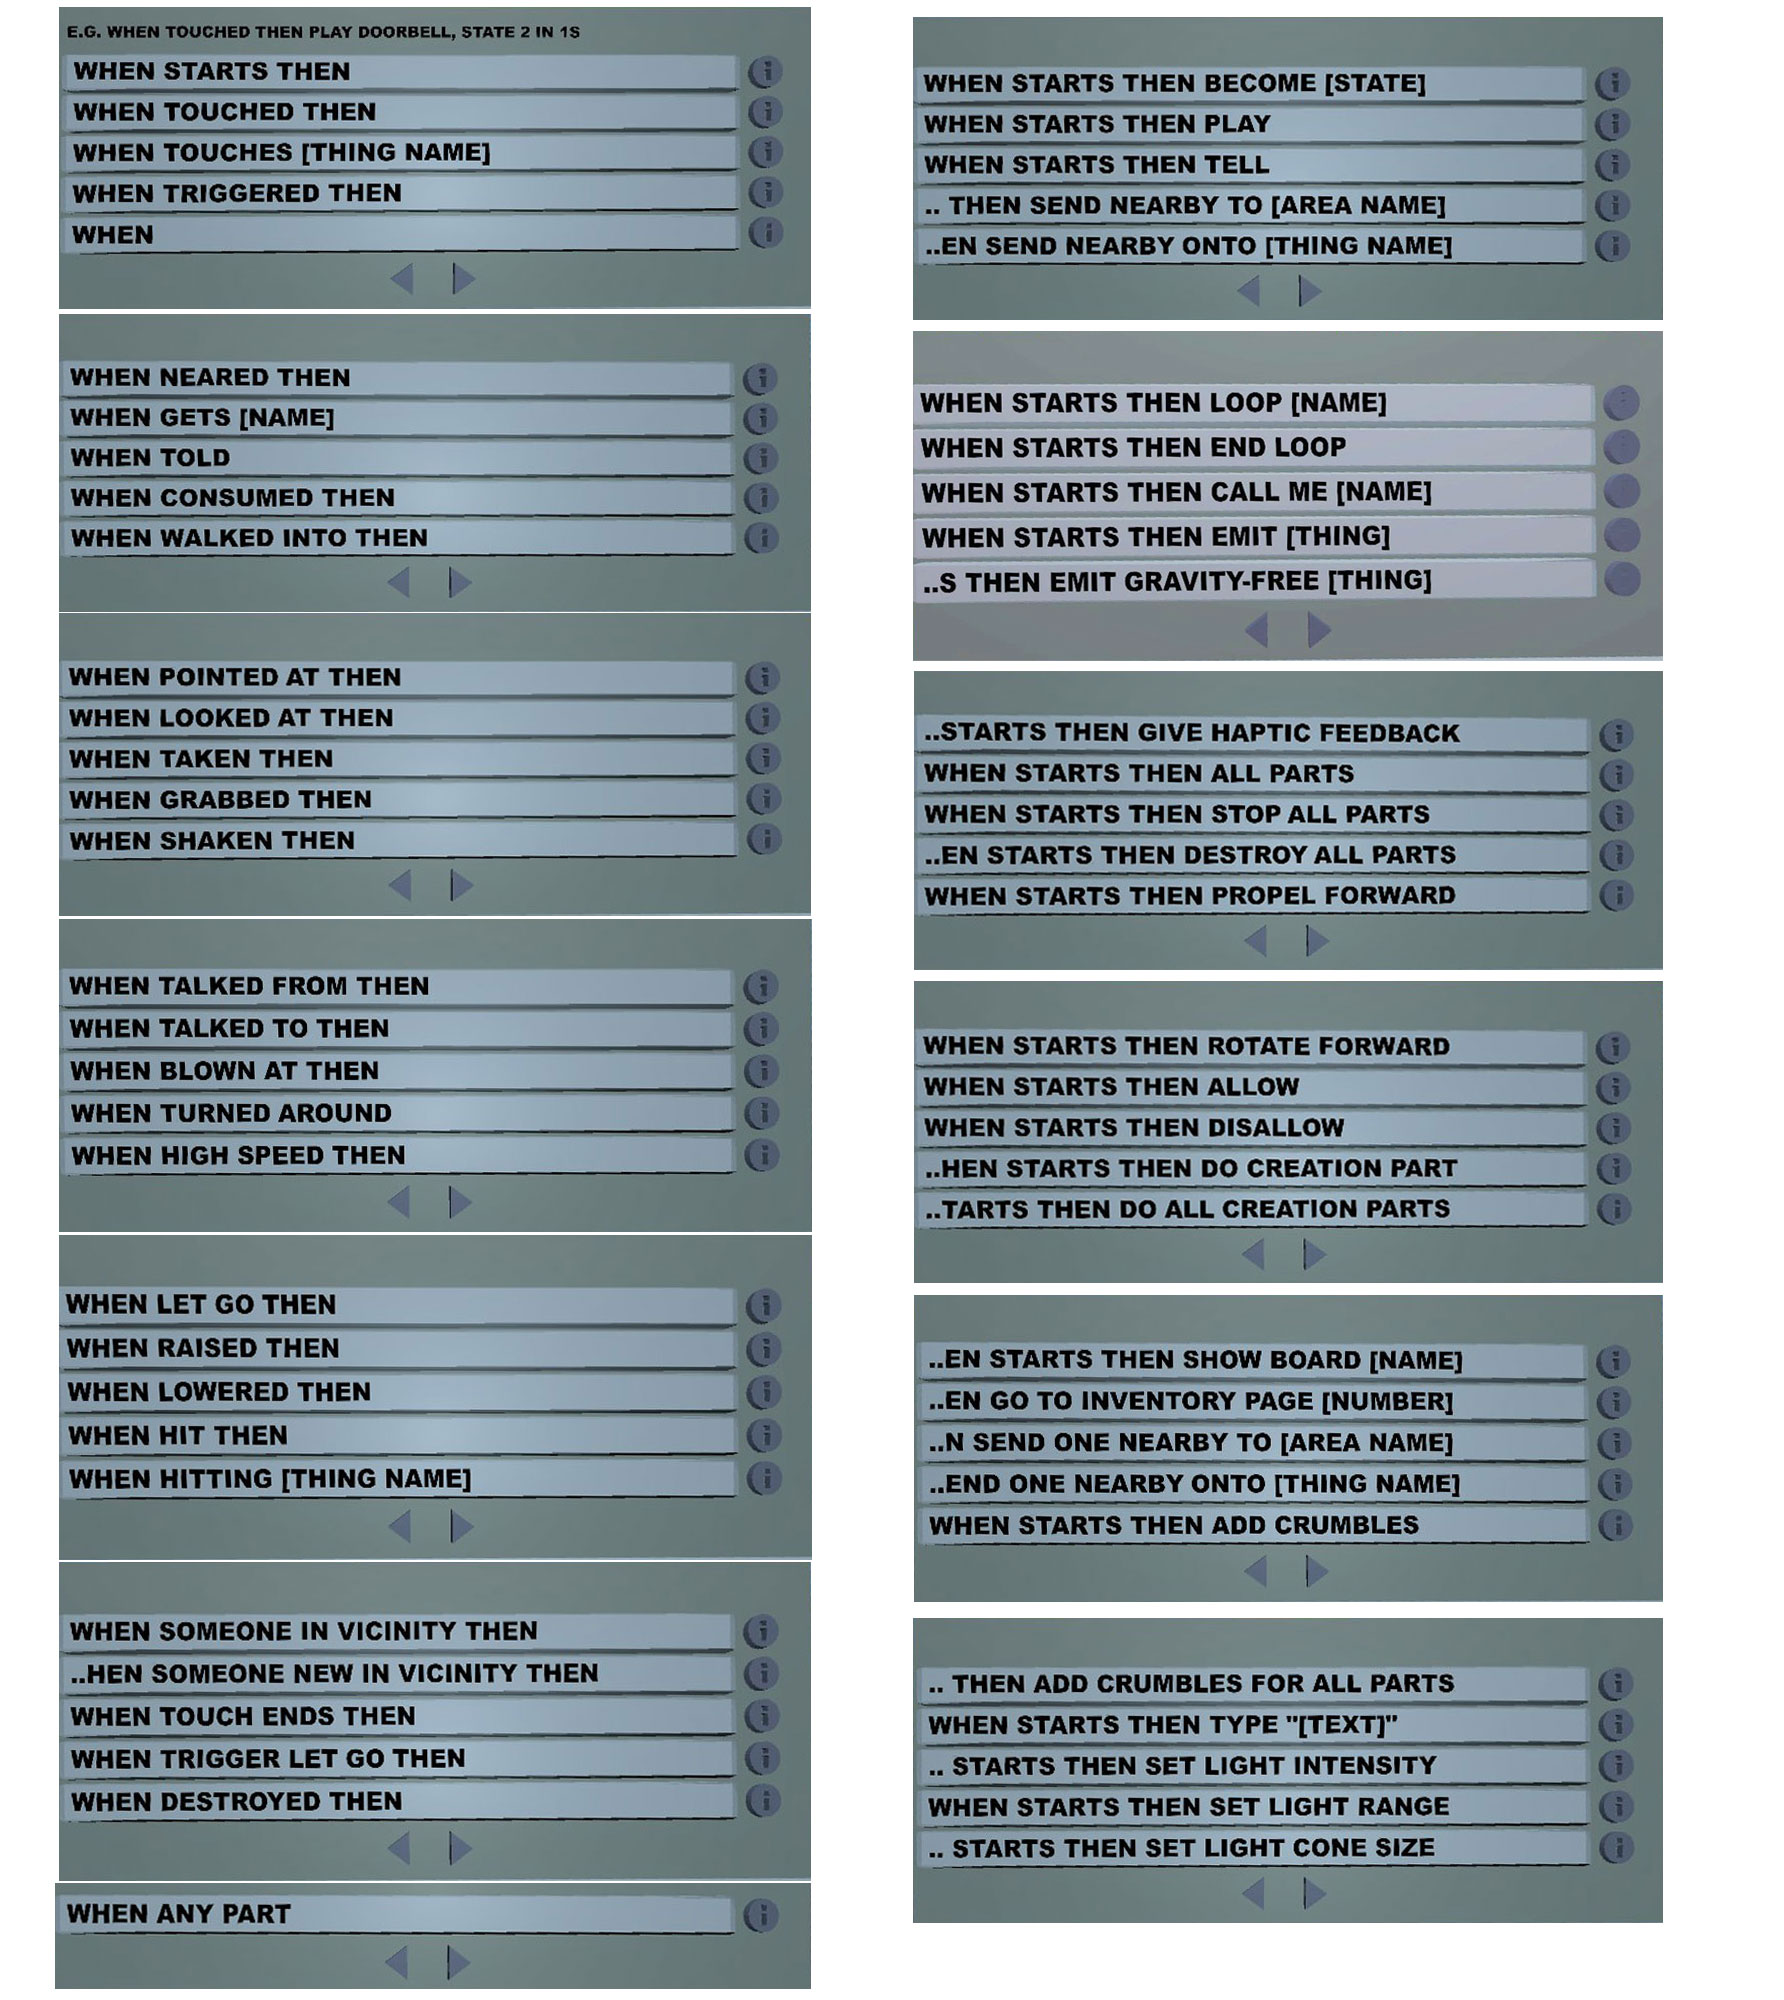 E.G. WHEN TOUCHED THEN PLAY DOORBELL, STATE 2 IN 1S
WHEN STARTS THEN
WHEN TOUCHED THEN
WHEN TOUCHES [THING NAME]
WHEN TRIGGERED THEN
WHEN
WHEN NEARED THEN
WHEN GETS [NAME]
WHEN TOLD
WHEN CONSUMED THEN
WHEN WALKED INTO THEN
WHEN POINTED AT THEN
WHEN LOOKED AT THEN
WHEN TAKEN THEN
WHEN GRABBED THEN
WHEN SHAKEN THEN
WHEN TALKED FROM THEN
WHEN TALKED TO THEN
WHEN BLOWN AT THEN
WHEN TURNED AROUND
WHEN HIGH SPEED THEN
WHEN LET GO THEN
WHEN RAISED THEN
WHEN LOWERED THEN
WHEN HIT THEN
WHEN HITTING [THING NAME]
WHEN SOMEONE IN VICINITY THEN
..HEN SOMEONE NEW IN VICINITY THEN
WHEN TOUCH ENDS THEN
WHEN TRIGGER LET GO THEN
WHEN DESTROYED THEN
WHEN ANY PART
WHEN STARTS THEN BECOME [STATE]
WHEN STARTS THEN PLAY
WHEN STARTS THEN TELL
.. THEN SEND NEARBY TO [AREA NAME]
..EN SEND NEARBY ONTO [THING NAME]
WHEN STARTS THEN LOOP [NAME]
WHEN STARTS THEN END LOOP
WHEN STARTS THEN CALL ME [NAME]
WHEN STARTS THEN EMIT [THING]
..S THEN EMIT GRAVITY-FREE [THING]
..STARTS THEN GIVE HAPTIC FEEDBACK
WHEN STARTS THEN ALL PARTS
WHEN STARTS THEN STOP ALL PARTS
..EN STARTS THEN DESTROY ALL PARTS
WHEN STARTS THEN PROPEL FORWARD
WHEN STARTS THEN ROTATE FORWARD
WHEN STARTS THEN ALLOW
WHEN STARTS THEN DISALLOW
..HEN STARTS THEN DO CREATION PART
..TARTS THEN DO ALL CREATION PARTS
..EN STARTS THEN SHOW BOARD [NAME]
..EN GO TO INVENTORY PAGE [NUMBER]
..N SEND ONE NEARBY TO [AREA NAME]
..END ONE NEARBY ONTO [THING NAME]
WHEN STARTS THEN ADD CRUMBLES
.. THEN ADD CRUMBLES FOR ALL PARTS
WHEN STARTS THEN TYPE "[TEXT]"
.. STARTS THEN SET LIGHT INTENSITY
WHEN STARTS THEN SET LIGHT RANGE
.. STARTS THEN SET LIGHT CONE SIZE